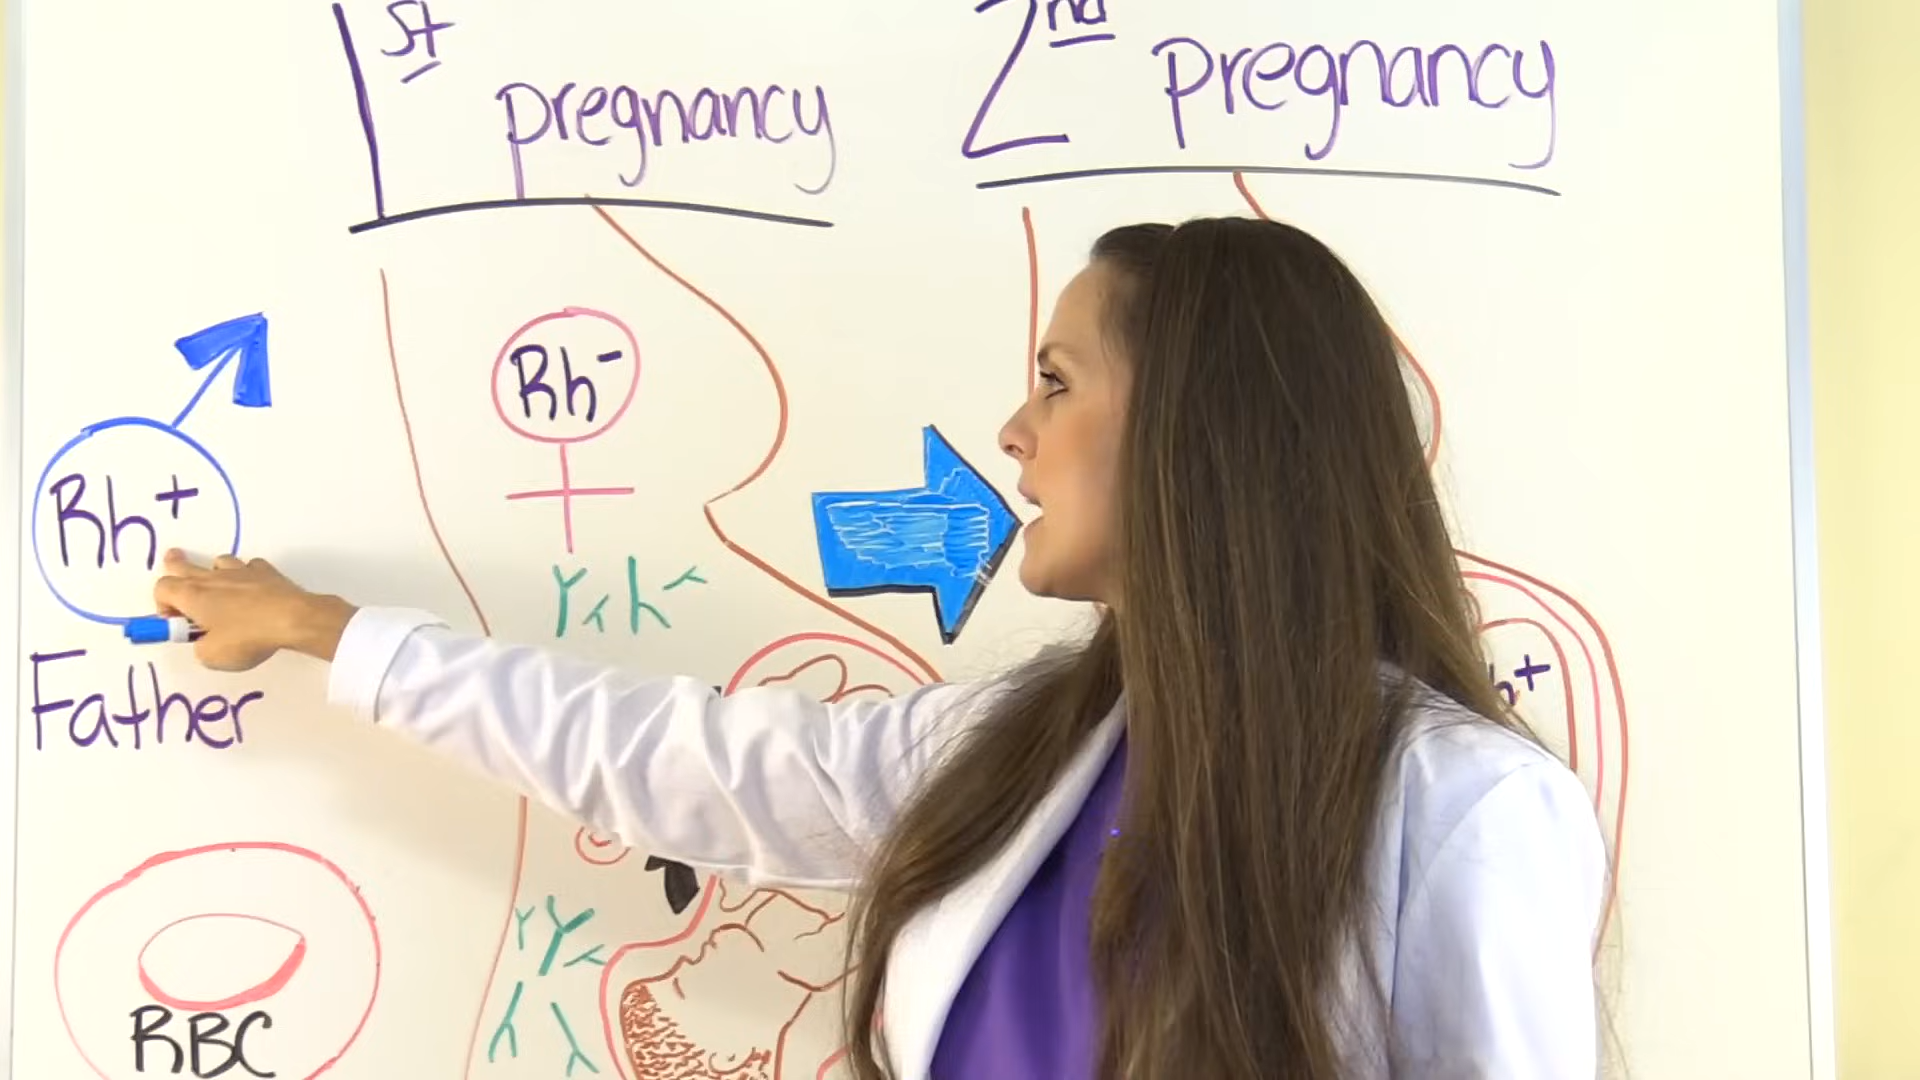 1st pregnancy
2nd pregnancy
Rh-
Rh+
Father
h+
RBC